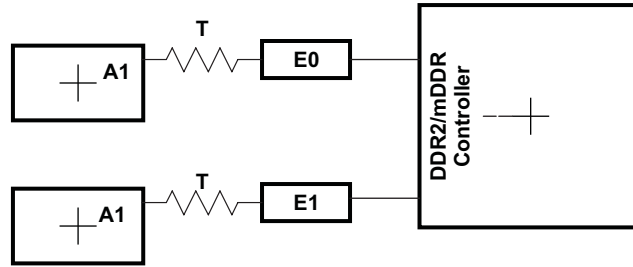 T
A1
E0
DDR2/mDDR
Controller
T
A1
E1